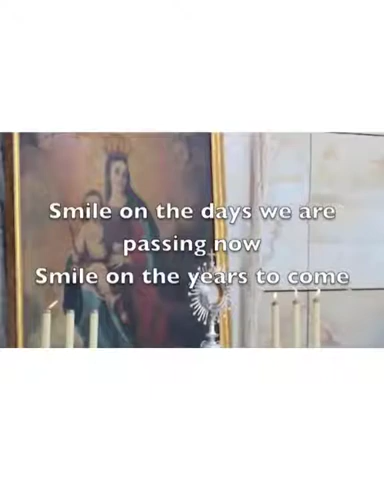 Smile on the days we are
passing now
Smile on the years to come